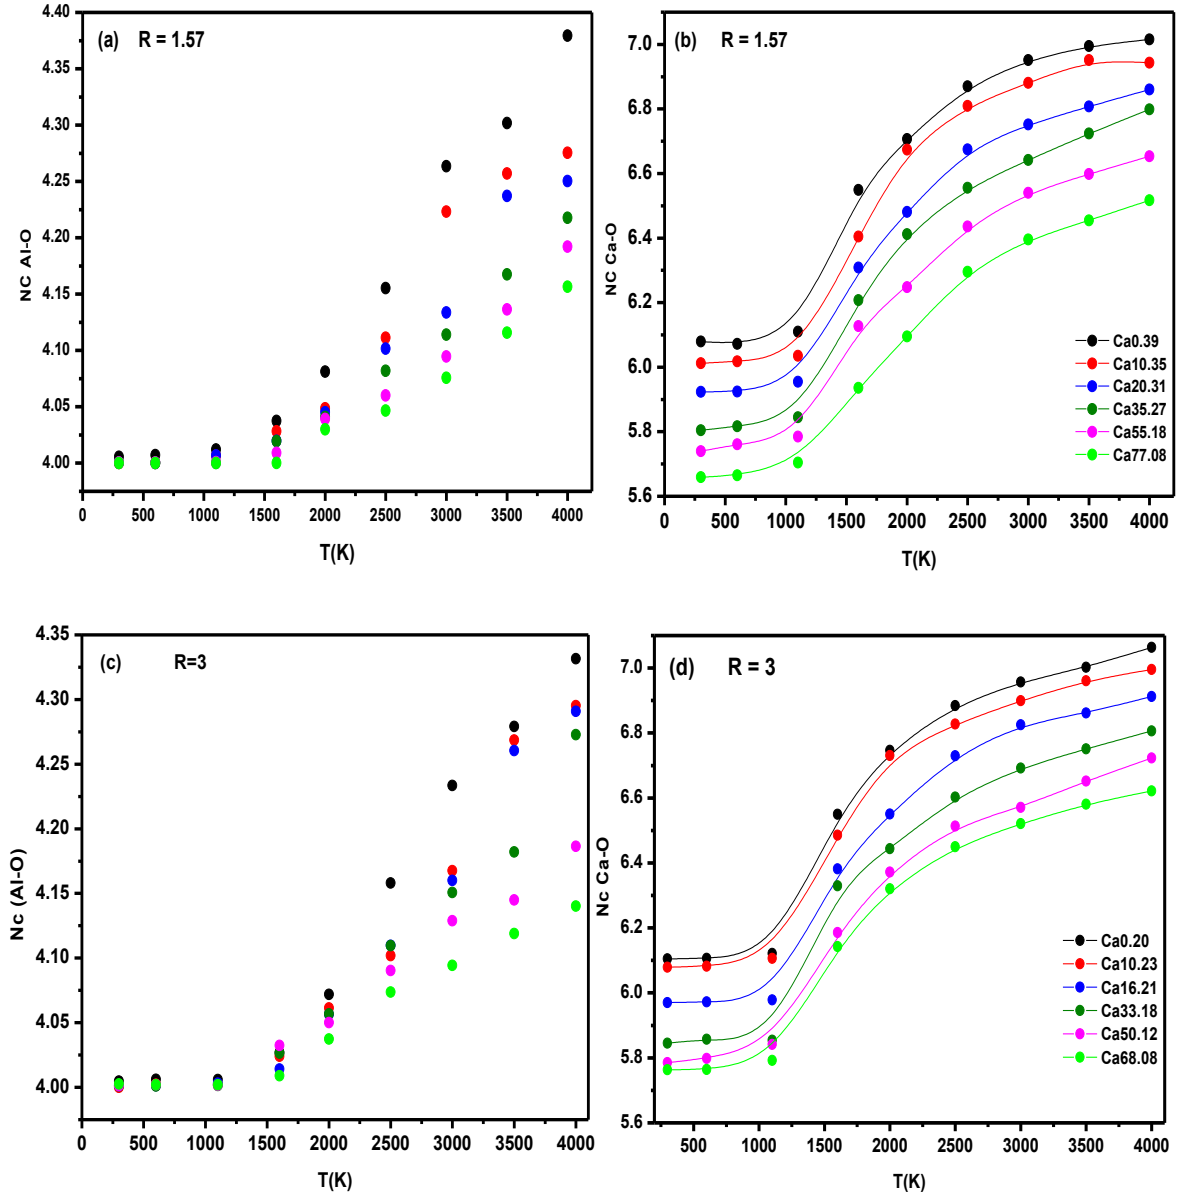 (a) R = 1.57
4.40
4.35
4.30
4.25
4.20
4.15
4.10
4.05
4.00
NC Al-O
0 500 1000 1500 2000 2500 3000 3500 4000
T(K)
(b) R = 1.57
7.0
6.8
6.6
6.4
6.2
6.0
5.8
5.6
NC Ca-O
Ca0.39
Ca10.35
Ca20.31
Ca35.27
Ca55.18
Ca77.08
0 500 1000 1500 2000 2500 3000 3500 4000
T(K)
(c) R=3
4.35
4.30
4.25
4.20
4.15
4.10
4.05
4.00
Nc (Al-O)
0 500 1000 1500 2000 2500 3000 3500 4000
T(K)
(d) R = 3
7.0
6.8
6.6
6.4
6.2
6.0
5.8
5.6
Nc Ca-O
Ca0.20
Ca10.23
Ca16.21
Ca33.18
Ca50.12
Ca68.08
500 1000 1500 2000 2500 3000 3500 4000
T(K)